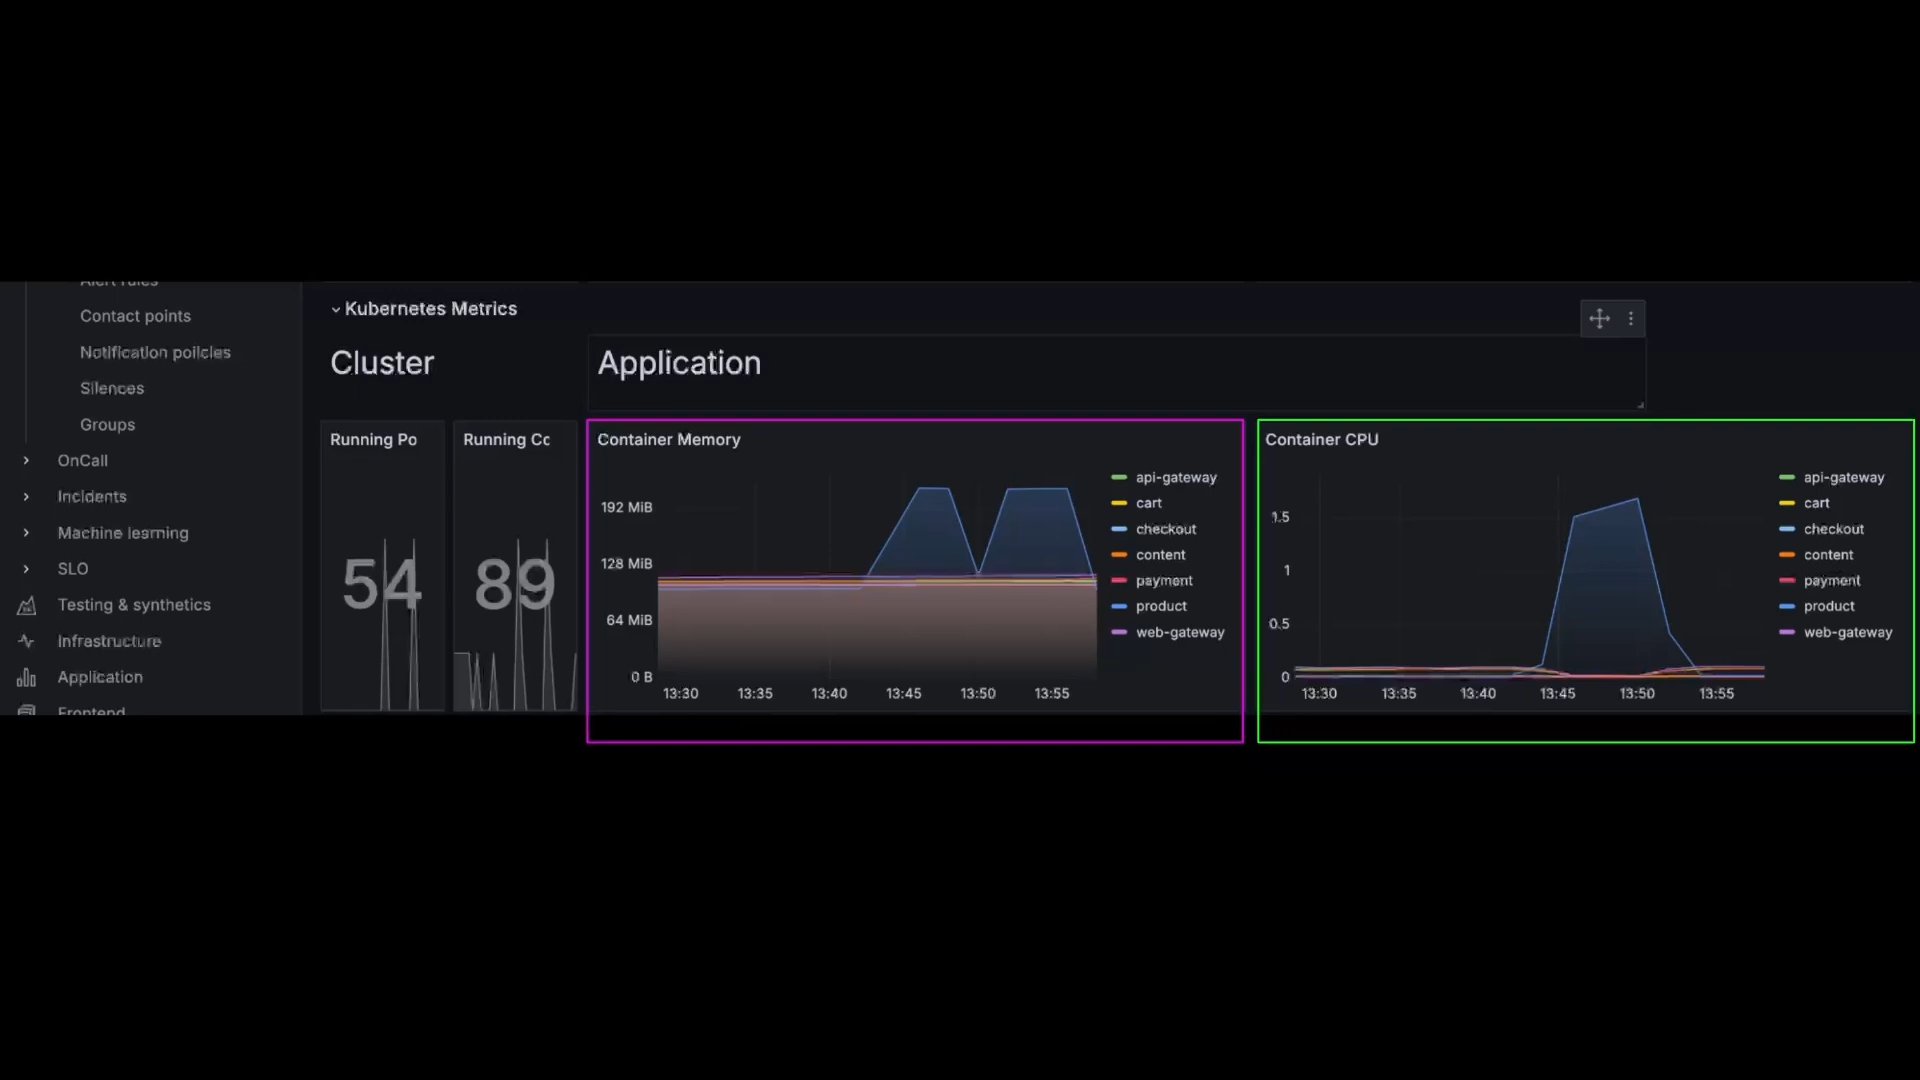 Alert rules
Contact points
Notification policies
Silences
Groups
OnCall
Incidents
Machine learning
SLO
Testing & synthetics
Infrastructure
Application
Frontend
Kubernetes Metrics
Cluster
Application
Running Po
54
Running Cc
89
Container Memory
192 MiB
128 MiB
64 MiB
0 B
13:30 13:35 13:40 13:45 13:50 13:55
api-gateway
cart
checkout
content
payment
product
web-gateway
Container CPU
1.5
1
0.5
0
13:30 13:35 13:40 13:45 13:50 13:55
api-gateway
cart
checkout
content
payment
product
web-gateway